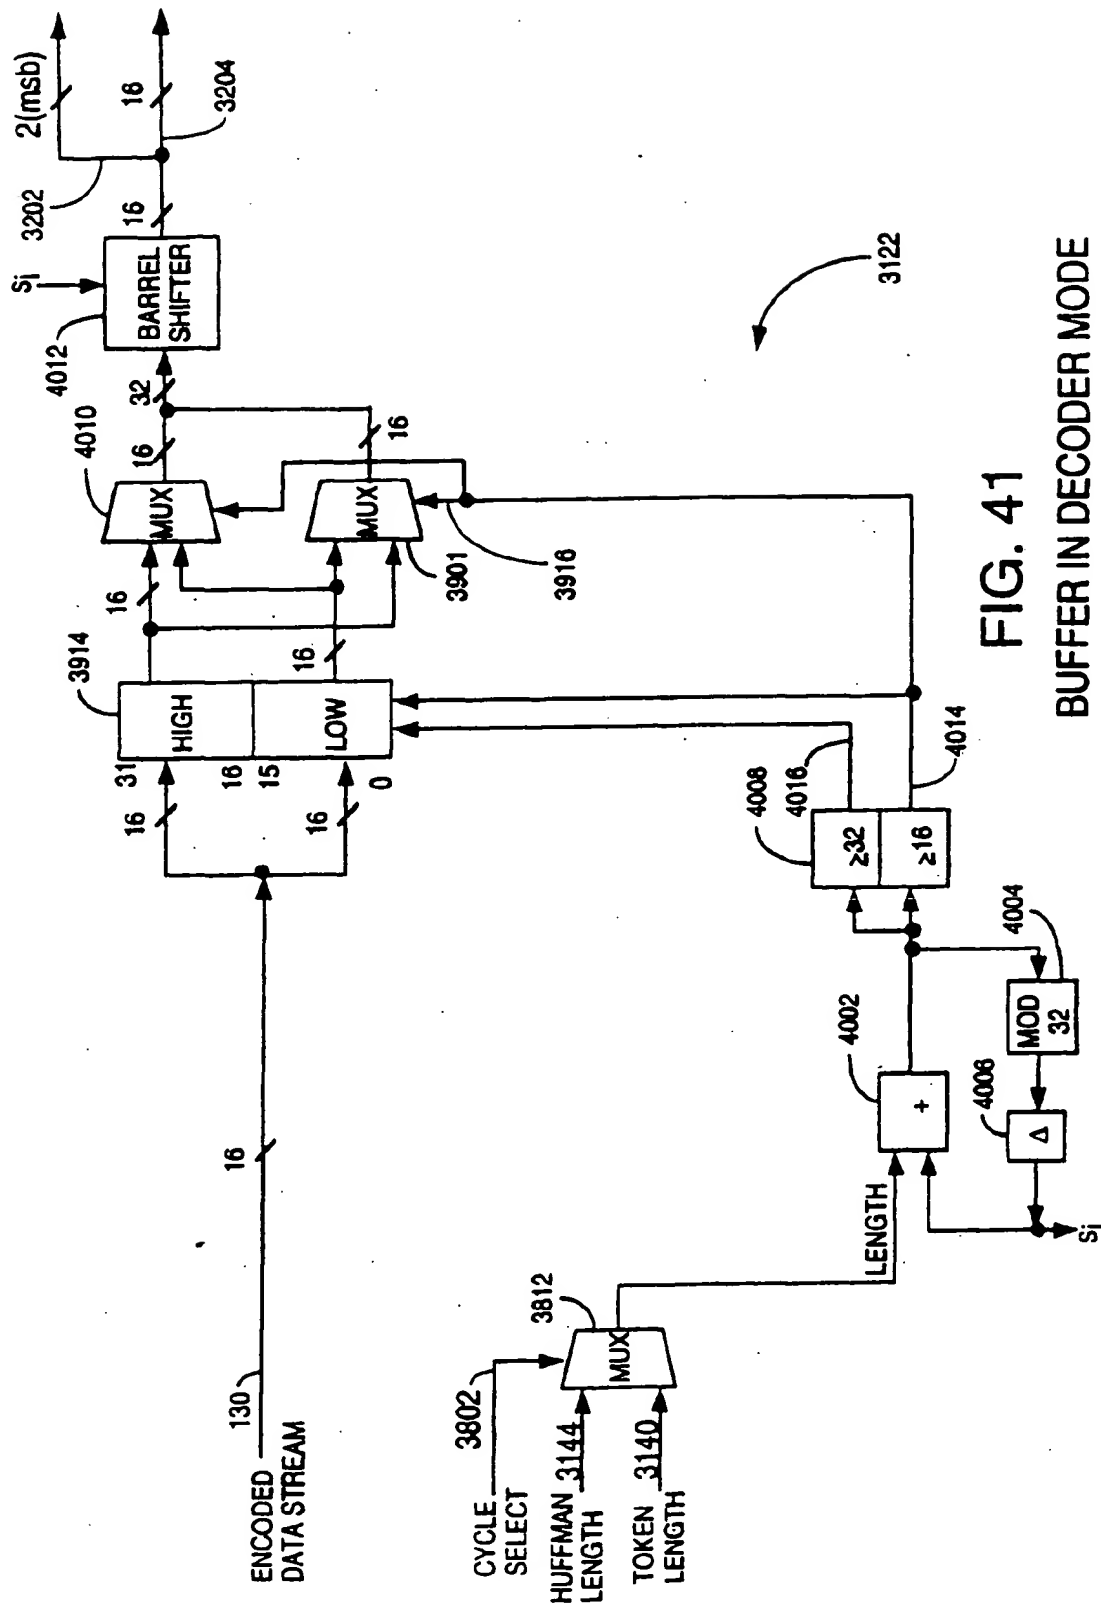 ENCODED
DATA STREAM
130
16
16
16
31
HIGH
16
15
LOW
0
3914
16
16
MUX
4010
MUX
3901
3916
16
16
32
4012
Si
BARREL
SHIFTER
16
3202
2(msb)
16
3204
3122
CYCLE
SELECT
3802
HUFFMAN
LENGTH
3144
TOKEN
LENGTH
3140
MUX
3812
LENGTH
+
4002
Si
Δ
4006
MOD
32
4004
≥32
≥16
4008
4016
4014
FIG. 41
BUFFER IN DECODER MODE